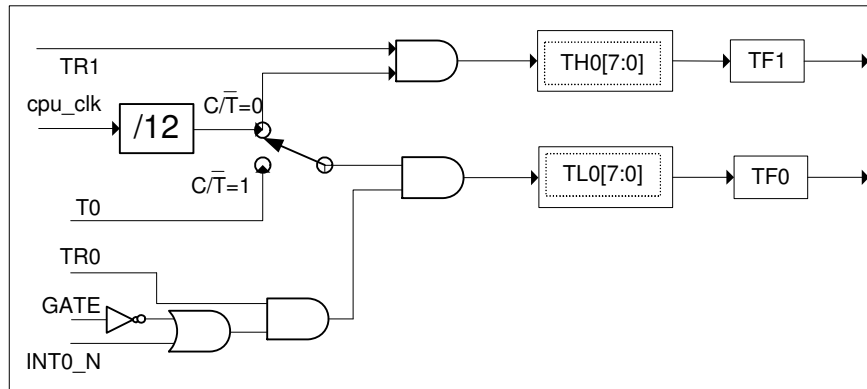 TR1
TH0[7:0]
TF1
cpu_clk
C/T̅=0
/12
C/T̅=1
TL0[7:0]
TF0
T0
TR0
GATE
INT0_N